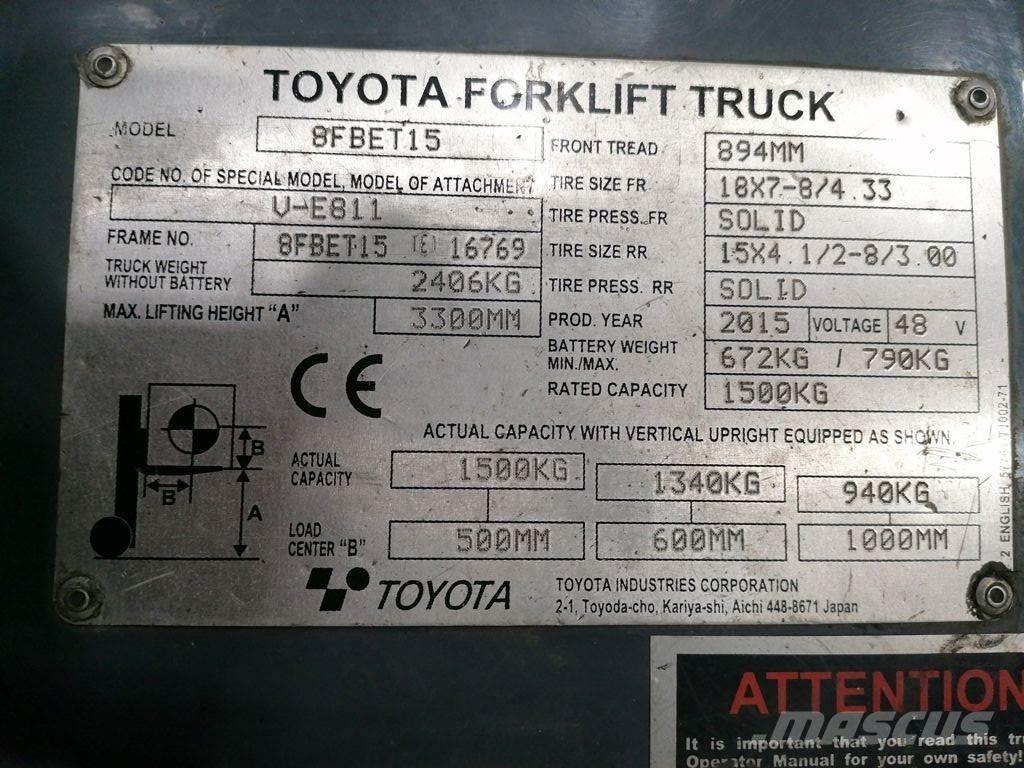 TOYOTA FORKLIFT TRUCK
MODEL 8FBET15
CODE NO. OF SPECIAL MODEL, MODEL OF ATTACHMENT
V-E811
FRAME NO. 8FBET15 E 16769
TRUCK WEIGHT
WITHOUT BATTERY 2406KG
MAX. LIFTING HEIGHT "A" 3300MM
FRONT TREAD 894MM
TIRE SIZE FR 18X7-8/4.33
TIRE PRESS. FR SOLID
TIRE SIZE RR 15X4.1/2-8/3.00
TIRE PRESS. RR SOLID
PROD. YEAR 2015 VOLTAGE 48 V
BATTERY WEIGHT
MIN./MAX. 672KG / 790KG
RATED CAPACITY 1500KG
CE
B
B
A
ACTUAL CAPACITY WITH VERTICAL UPRIGHT EQUIPPED AS SHOWN.
ACTUAL
CAPACITY 1500KG 1340KG 940KG
LOAD
CENTER "B" 500MM 600MM 1000MM
TOYOTA
TOYOTA INDUSTRIES CORPORATION
2-1, Toyoda-cho, Kariya-shi, Aichi 448-8671 Japan
2 ENGLISH,
ATTENTION
MASCUS
It is important that you read this
Operator Manual for your own safety!